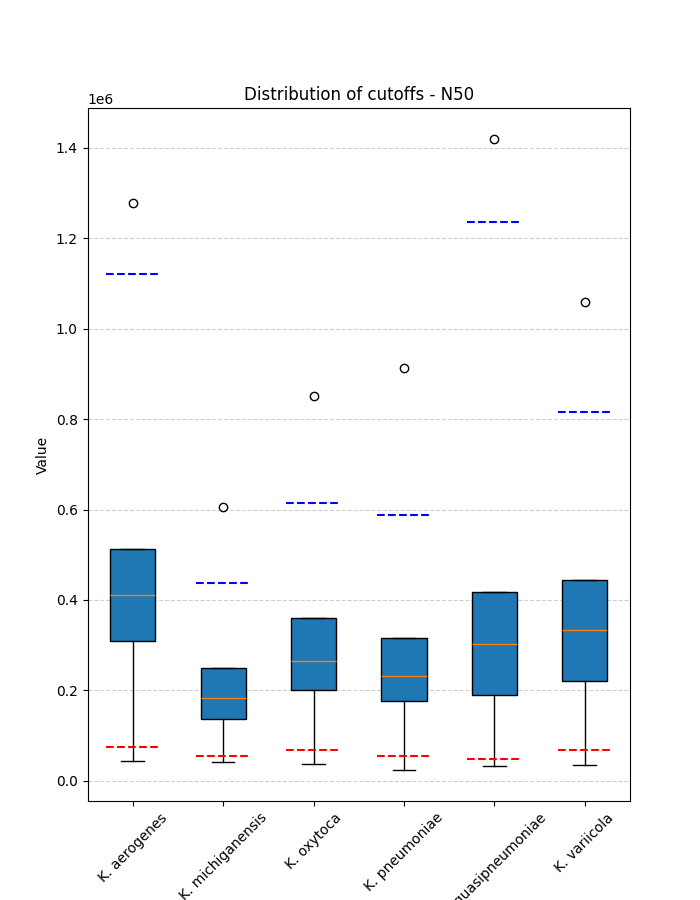 Distribution of cutoffs - N50
1e6
1.4
1.2
1.0
0.8
0.6
0.4
0.2
0.0
Value
K. aerogenes
K. michiganensis
K. oxytoca
K. pneumoniae
quasipneumoniae
K. variicola